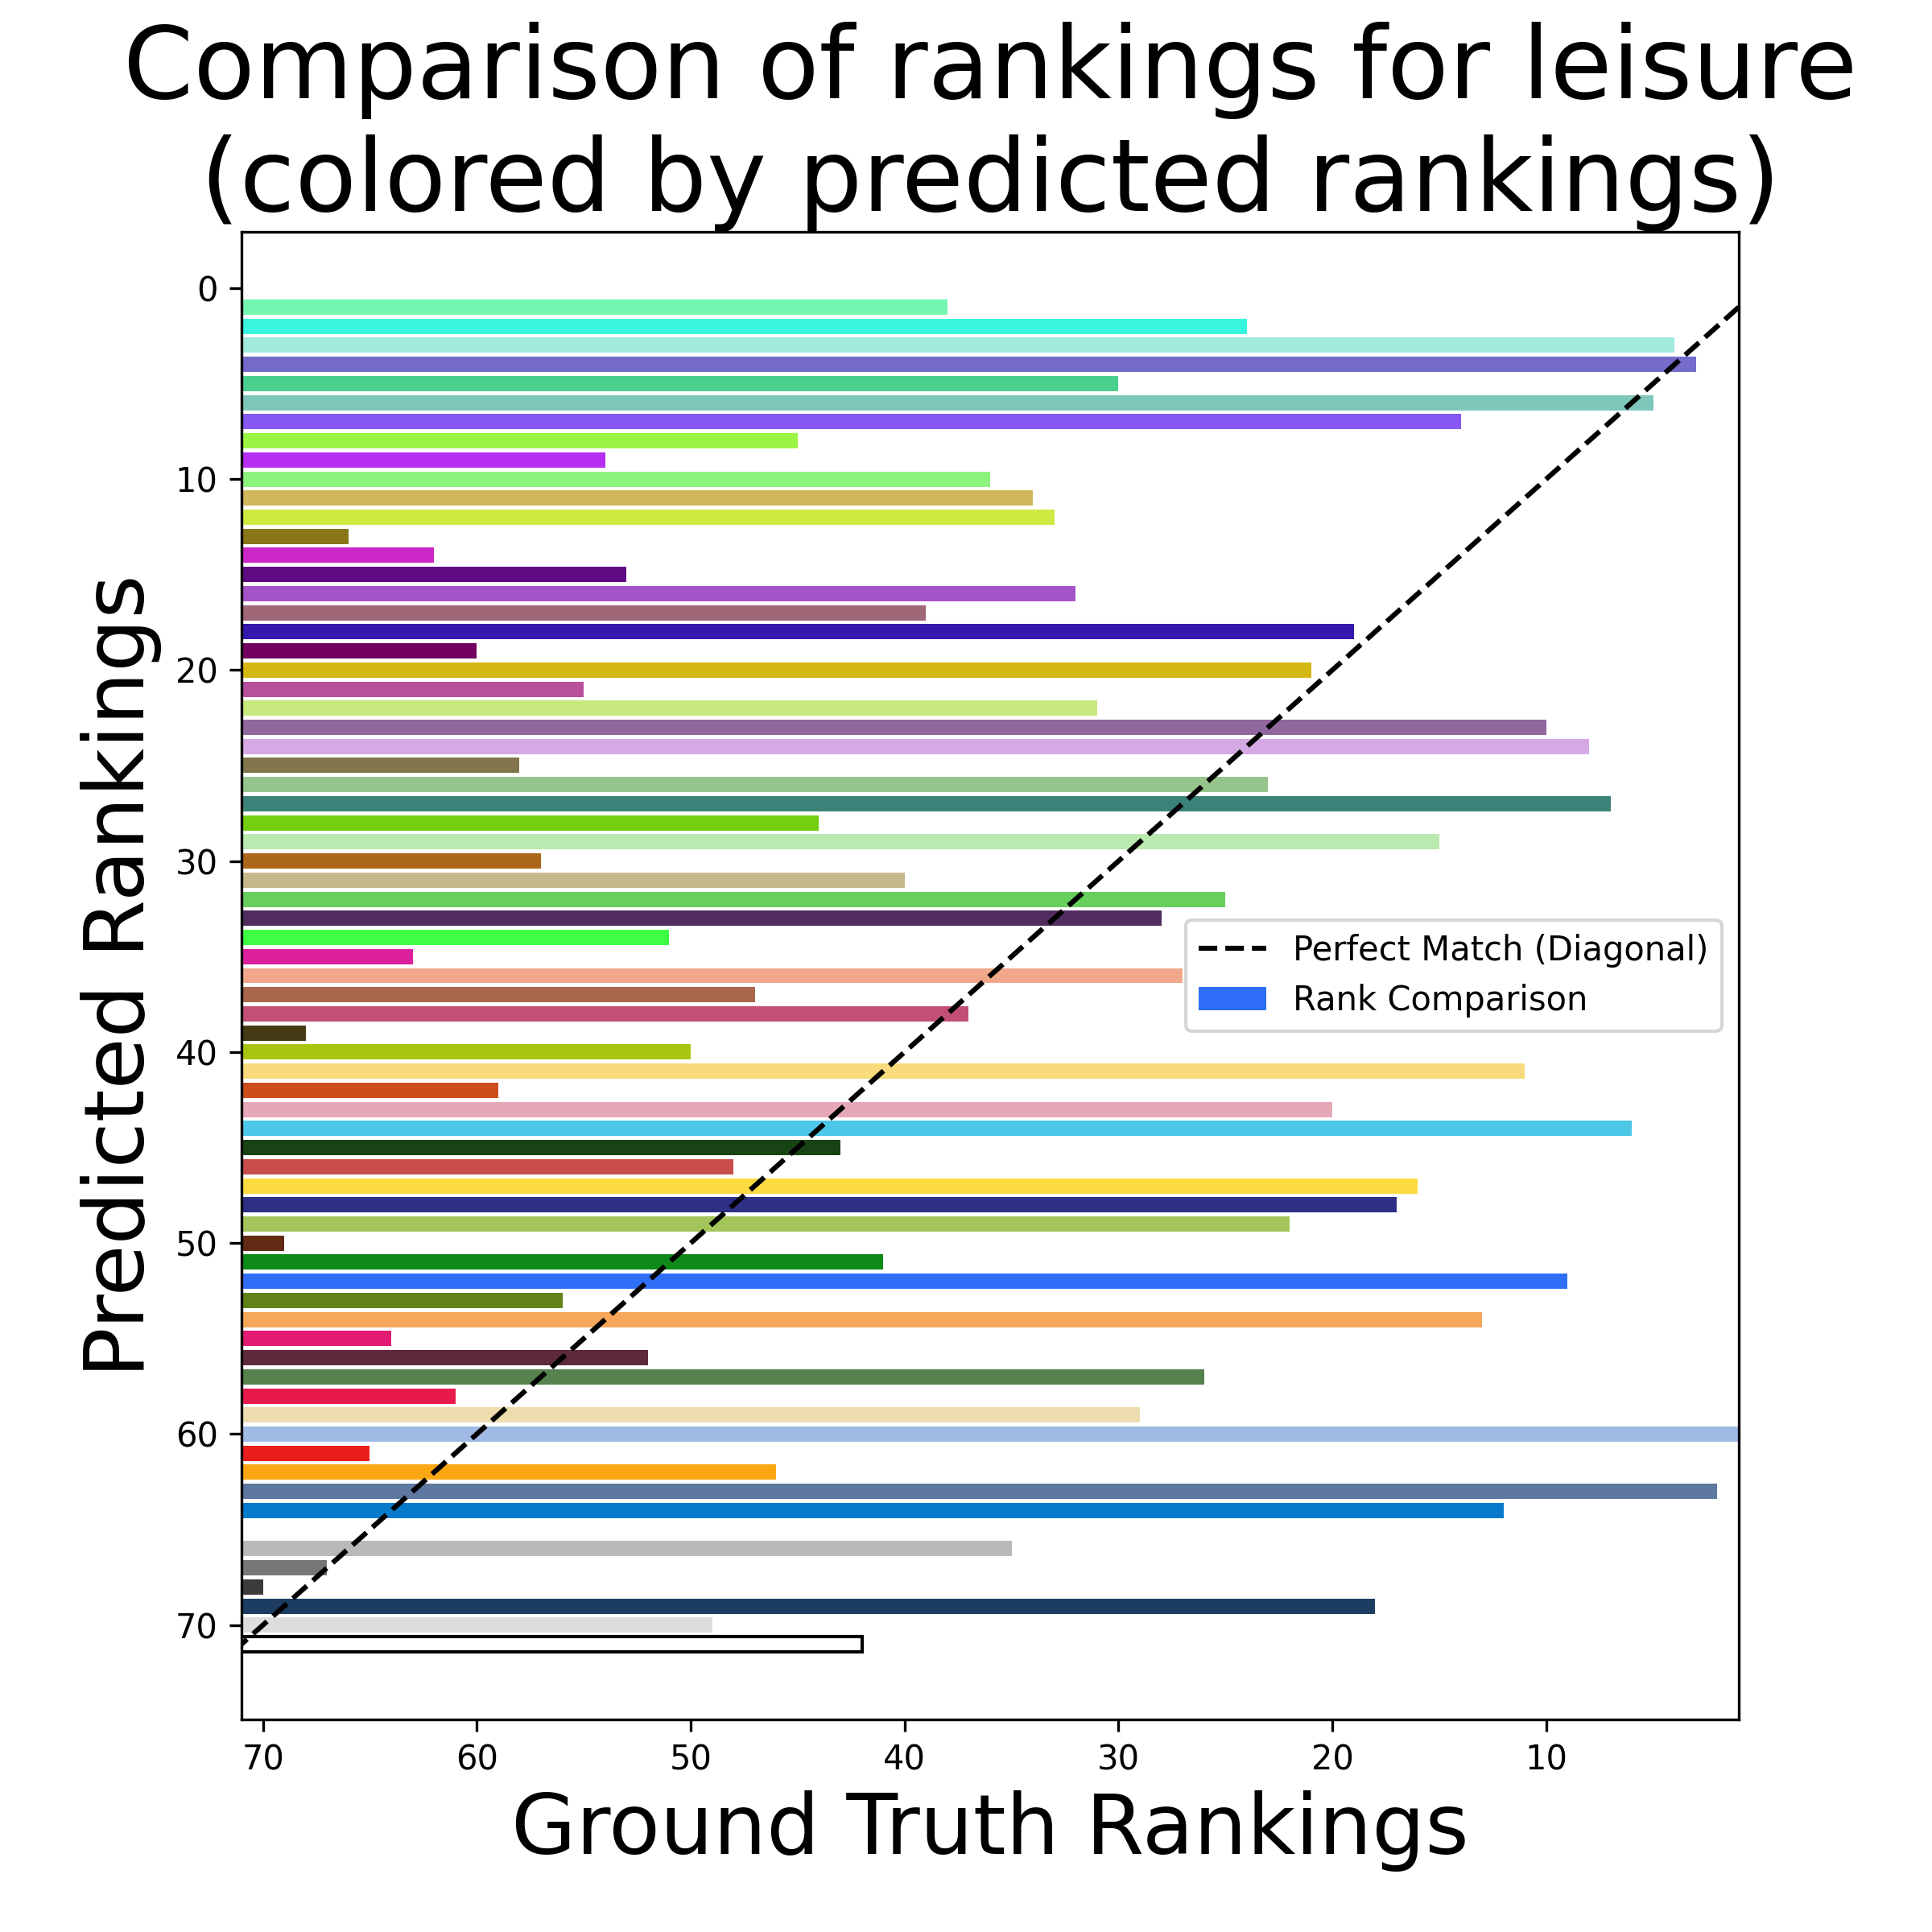 Comparison of rankings for leisure
(colored by predicted rankings)
Predicted Rankings
0
10
20
30
40
50
60
70
Perfect Match (Diagonal)
Rank Comparison
70 60 50 40 30 20 10
Ground Truth Rankings